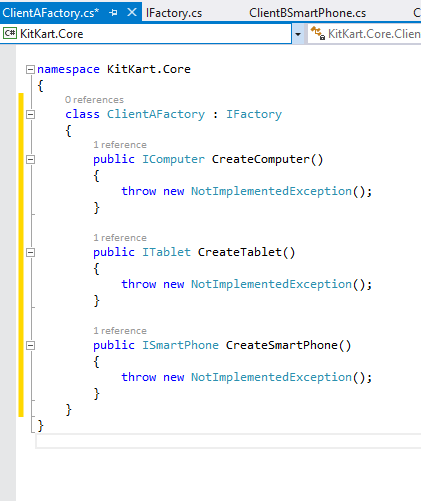 ClientAFactory.cs*
IFactory.cs
ClientBSmartPhone.cs
C
C# KitKart.Core
KitKart.Core.Clien
namespace KitKart.Core
{
0 references
class ClientAFactory : IFactory
{
1 reference
public IComputer CreateComputer()
{
throw new NotImplementedException();
}
1 reference
public ITablet CreateTablet()
{
throw new NotImplementedException();
}
1 reference
public ISmartPhone CreateSmartPhone()
{
throw new NotImplementedException();
}
}
}